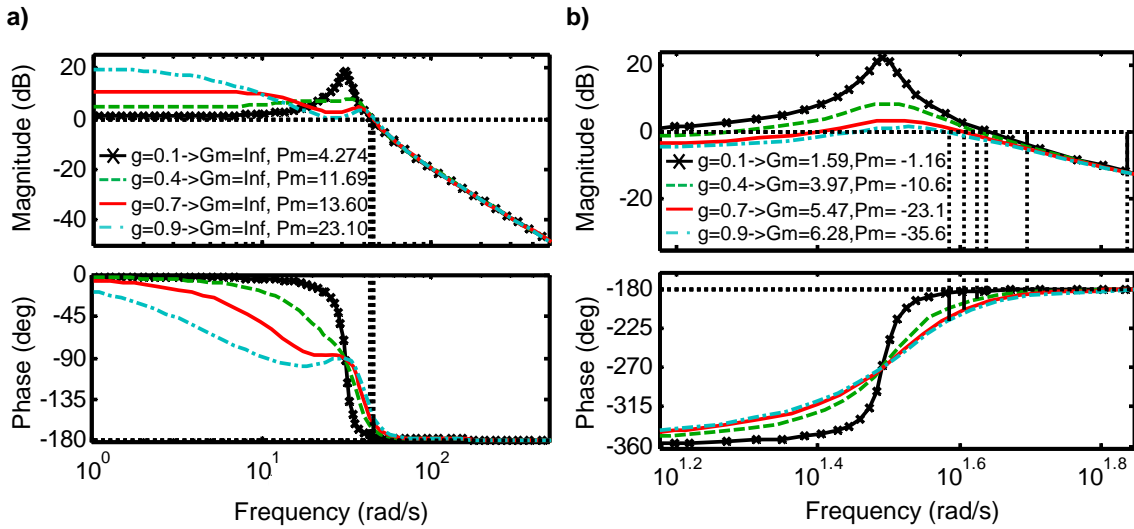 a)
Magnitude (dB)
20
0
-20
-40
g=0.1->Gm=Inf, Pm=4.274
g=0.4->Gm=Inf, Pm=11.69
g=0.7->Gm=Inf, Pm=13.60
g=0.9->Gm=Inf, Pm=23.10
Phase (deg)
0
-45
-90
-135
-180
10^0 10^1 10^2
Frequency (rad/s)
b)
Magnitude (dB)
20
0
-20
g=0.1->Gm=1.59,Pm= -1.16
g=0.4->Gm=3.97,Pm= -10.6
g=0.7->Gm=5.47,Pm= -23.1
g=0.9->Gm=6.28,Pm= -35.6
Phase (deg)
-180
-225
-270
-315
-360
10^1.2 10^1.4 10^1.6 10^1.8
Frequency (rad/s)